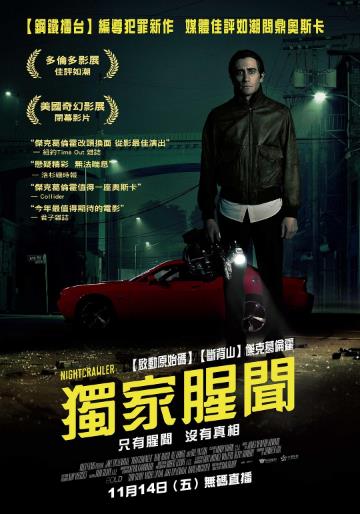 【鋼鐵擂台】編導犯罪新作 媒體佳評如潮問鼎奧斯卡
多倫多影展
佳評如潮
美國奇幻影展
閉幕影片
"傑克葛倫霍改頭換面 從影最佳演出"
— 紐約Time Out 雜誌
"懸疑精彩 無法喘息"
— 洛杉磯時報
"傑克葛倫霍值得一座奧斯卡"
— Collider
"今年最值得期待的電影"
— 君子雜誌
【啟動原始碼】【斷背山】傑克葛倫霍
NIGHTCRAWLER
獨家腥聞
只有腥聞 沒有真相
BOLD
11月14日（五）無碼直播